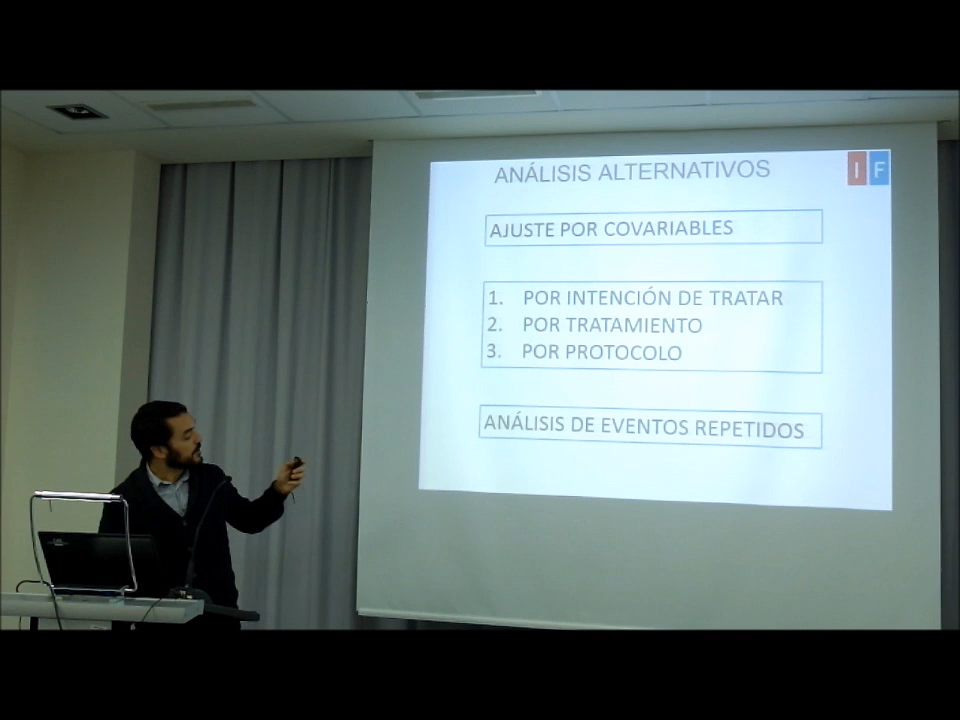 ANÁLISIS ALTERNATIVOS
I F
AJUSTE POR COVARIABLES
1. POR INTENCIÓN DE TRATAR
2. POR TRATAMIENTO
3. POR PROTOCOLO
ANÁLISIS DE EVENTOS REPETIDOS